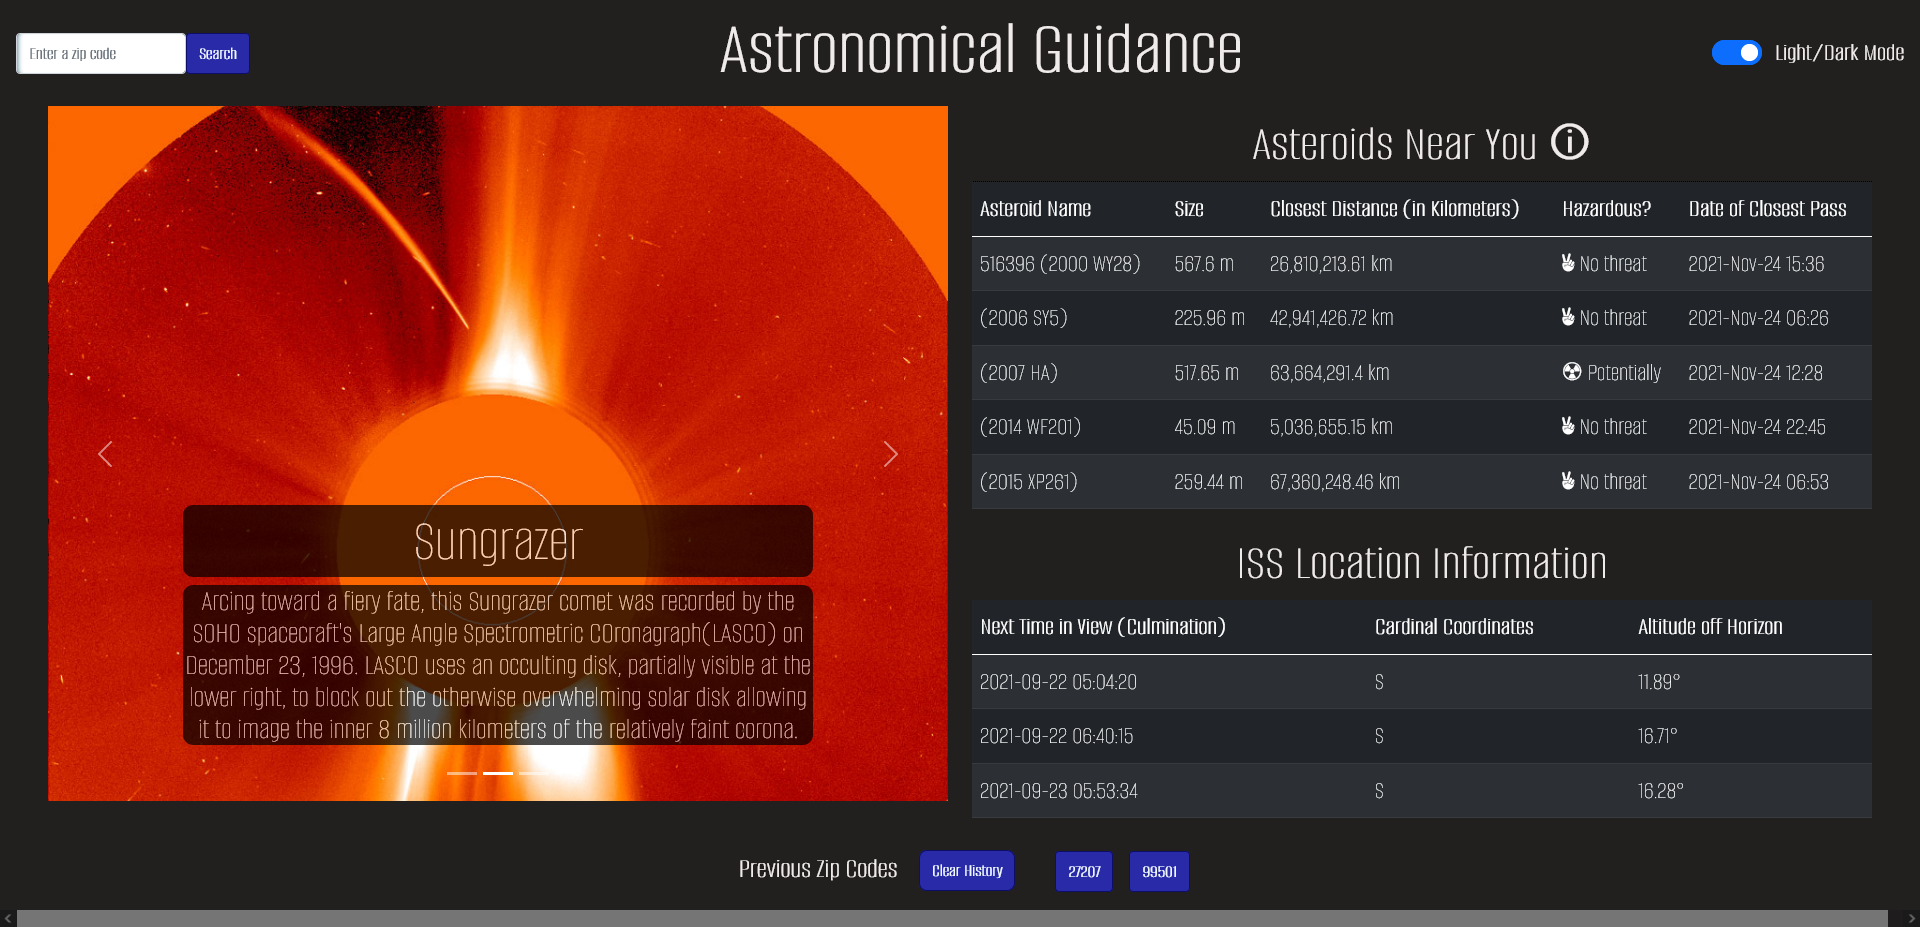 Enter a zip code
Search
Astronomical Guidance
Light/Dark Mode
Sungrazer
Arcing toward a fiery fate, this Sungrazer comet was recorded by the
SOHO spacecraft's Large Angle Spectrometric COronagraph(LASCO) on
December 23, 1996. LASCO uses an occulting disk, partially visible at the
lower right, to block out the otherwise overwhelming solar disk allowing
it to image the inner 8 million kilometers of the relatively faint corona.
Asteroids Near You
Asteroid Name Size Closest Distance (in Kilometers) Hazardous? Date of Closest Pass
516396 (2000 WY28) 567.6 m 26,810,213.61 km No threat 2021-Nov-24 15:36
(2006 SY5) 225.96 m 42,941,426.72 km No threat 2021-Nov-24 06:26
(2007 HA) 517.65 m 63,664,291.4 km Potentially 2021-Nov-24 12:28
(2014 WF201) 45.09 m 5,036,655.15 km No threat 2021-Nov-24 22:45
(2015 XP261) 259.44 m 67,360,248.46 km No threat 2021-Nov-24 06:53
ISS Location Information
Next Time in View (Culmination) Cardinal Coordinates Altitude off Horizon
2021-09-22 05:04:20 S 11.89°
2021-09-22 06:40:15 S 16.71°
2021-09-23 05:53:34 S 16.28°
Previous Zip Codes Clear History 27207 99501